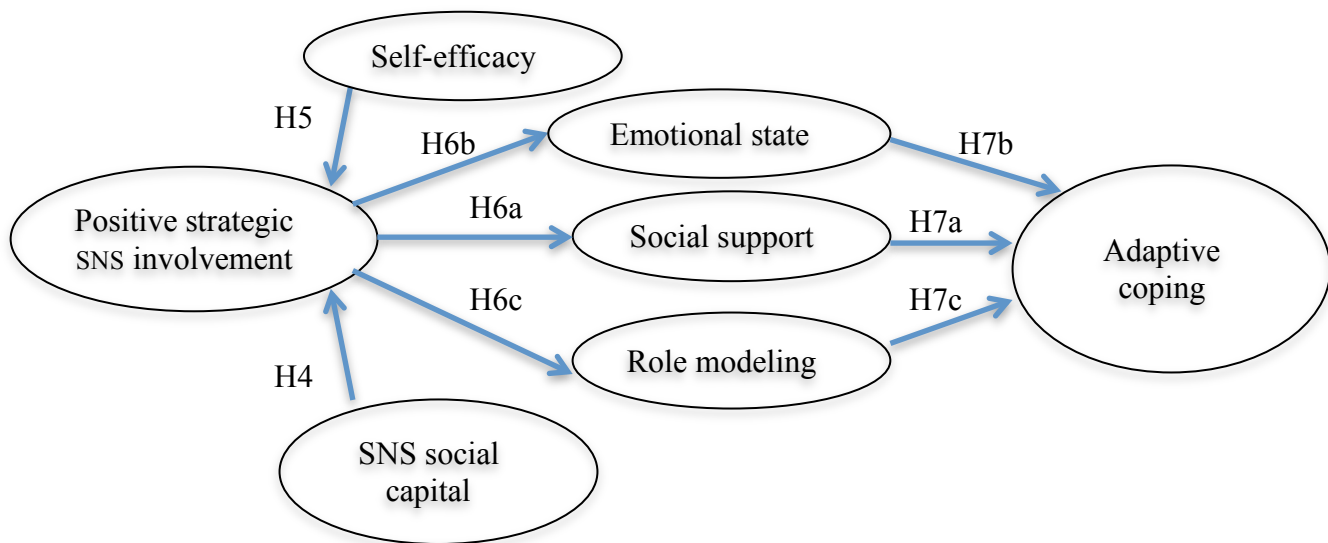 Self-efficacy
H5
H6b
Emotional state
H7b
Positive strategic
SNS involvement
H6a
Social support
H7a
Adaptive
coping
H6c
Role modeling
H7c
H4
SNS social
capital